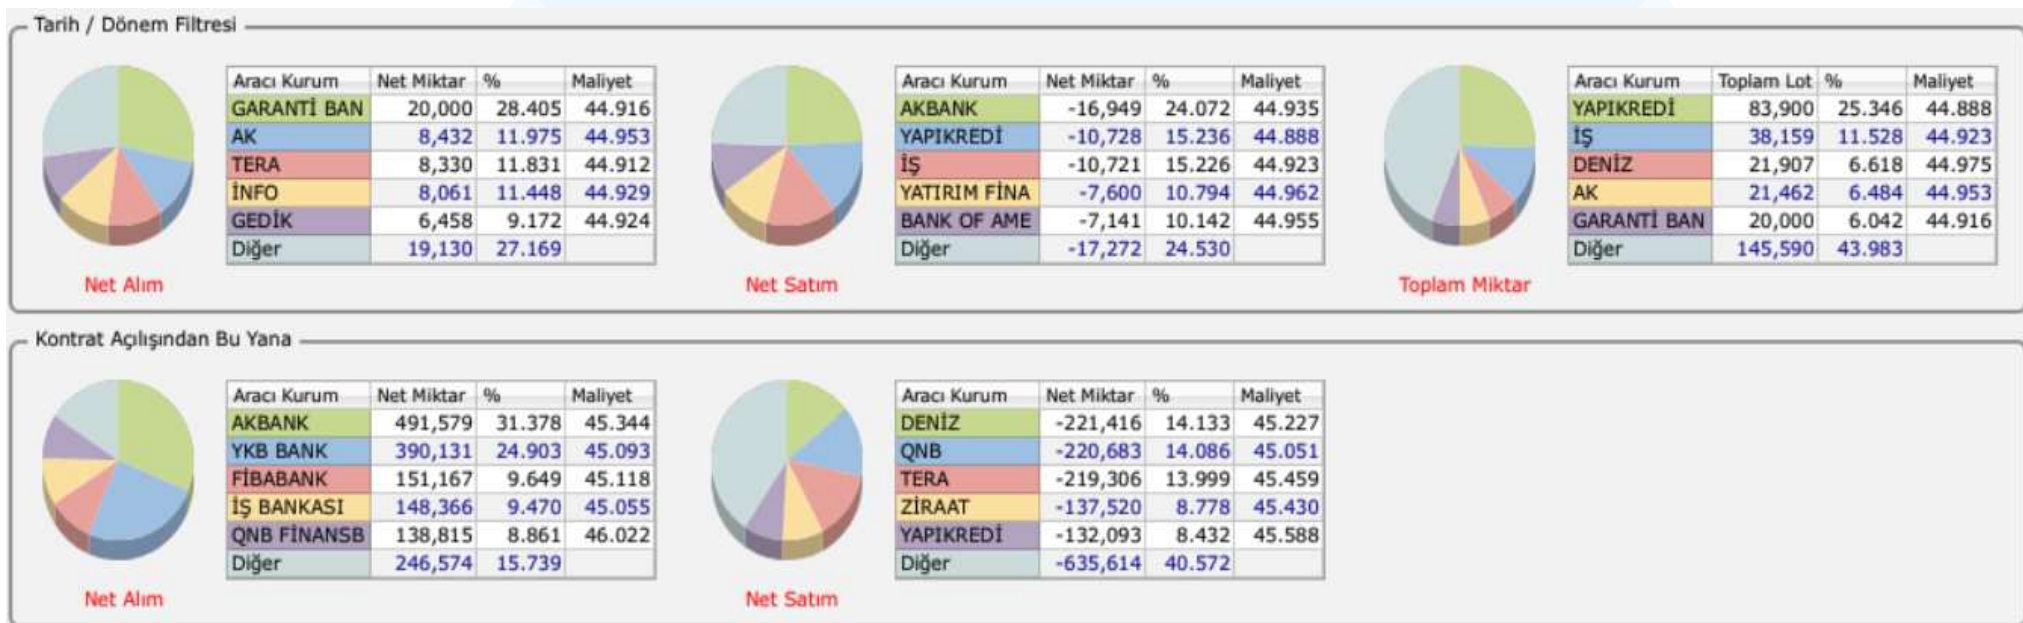 Tarih / Dönem Filtresi
Aracı Kurum Net Miktar % Maliyet
GARANTİ BAN 20,000 28.405 44.916
AK 8,432 11.975 44.953
TERA 8,330 11.831 44.912
İNFO 8,061 11.448 44.929
GEDİK 6,458 9.172 44.924
Diğer 19,130 27.169
Net Alım
Aracı Kurum Net Miktar % Maliyet
AKBANK -16,949 24.072 44.935
YAPIKREDİ -10,728 15.236 44.888
İŞ -10,721 15.226 44.923
YATIRIM FİNA -7,600 10.794 44.962
BANK OF AME -7,141 10.142 44.955
Diğer -17,272 24.530
Net Satım
Aracı Kurum Toplam Lot % Maliyet
YAPIKREDİ 83,900 25.346 44.888
İŞ 38,159 11.528 44.923
DENİZ 21,907 6.618 44.975
AK 21,462 6.484 44.953
GARANTİ BAN 20,000 6.042 44.916
Diğer 145,590 43.983
Toplam Miktar
Kontrat Açılışından Bu Yana
Aracı Kurum Net Miktar % Maliyet
AKBANK 491,579 31.378 45.344
YKB BANK 390,131 24.903 45.093
FİBABANK 151,167 9.649 45.118
İŞ BANKASI 148,366 9.470 45.055
QNB FİNANSB 138,815 8.861 46.022
Diğer 246,574 15.739
Net Alım
Aracı Kurum Net Miktar % Maliyet
DENİZ -221,416 14.133 45.227
QNB -220,683 14.086 45.051
TERA -219,306 13.999 45.459
ZİRAAT -137,520 8.778 45.430
YAPIKREDİ -132,093 8.432 45.588
Diğer -635,614 40.572
Net Satım